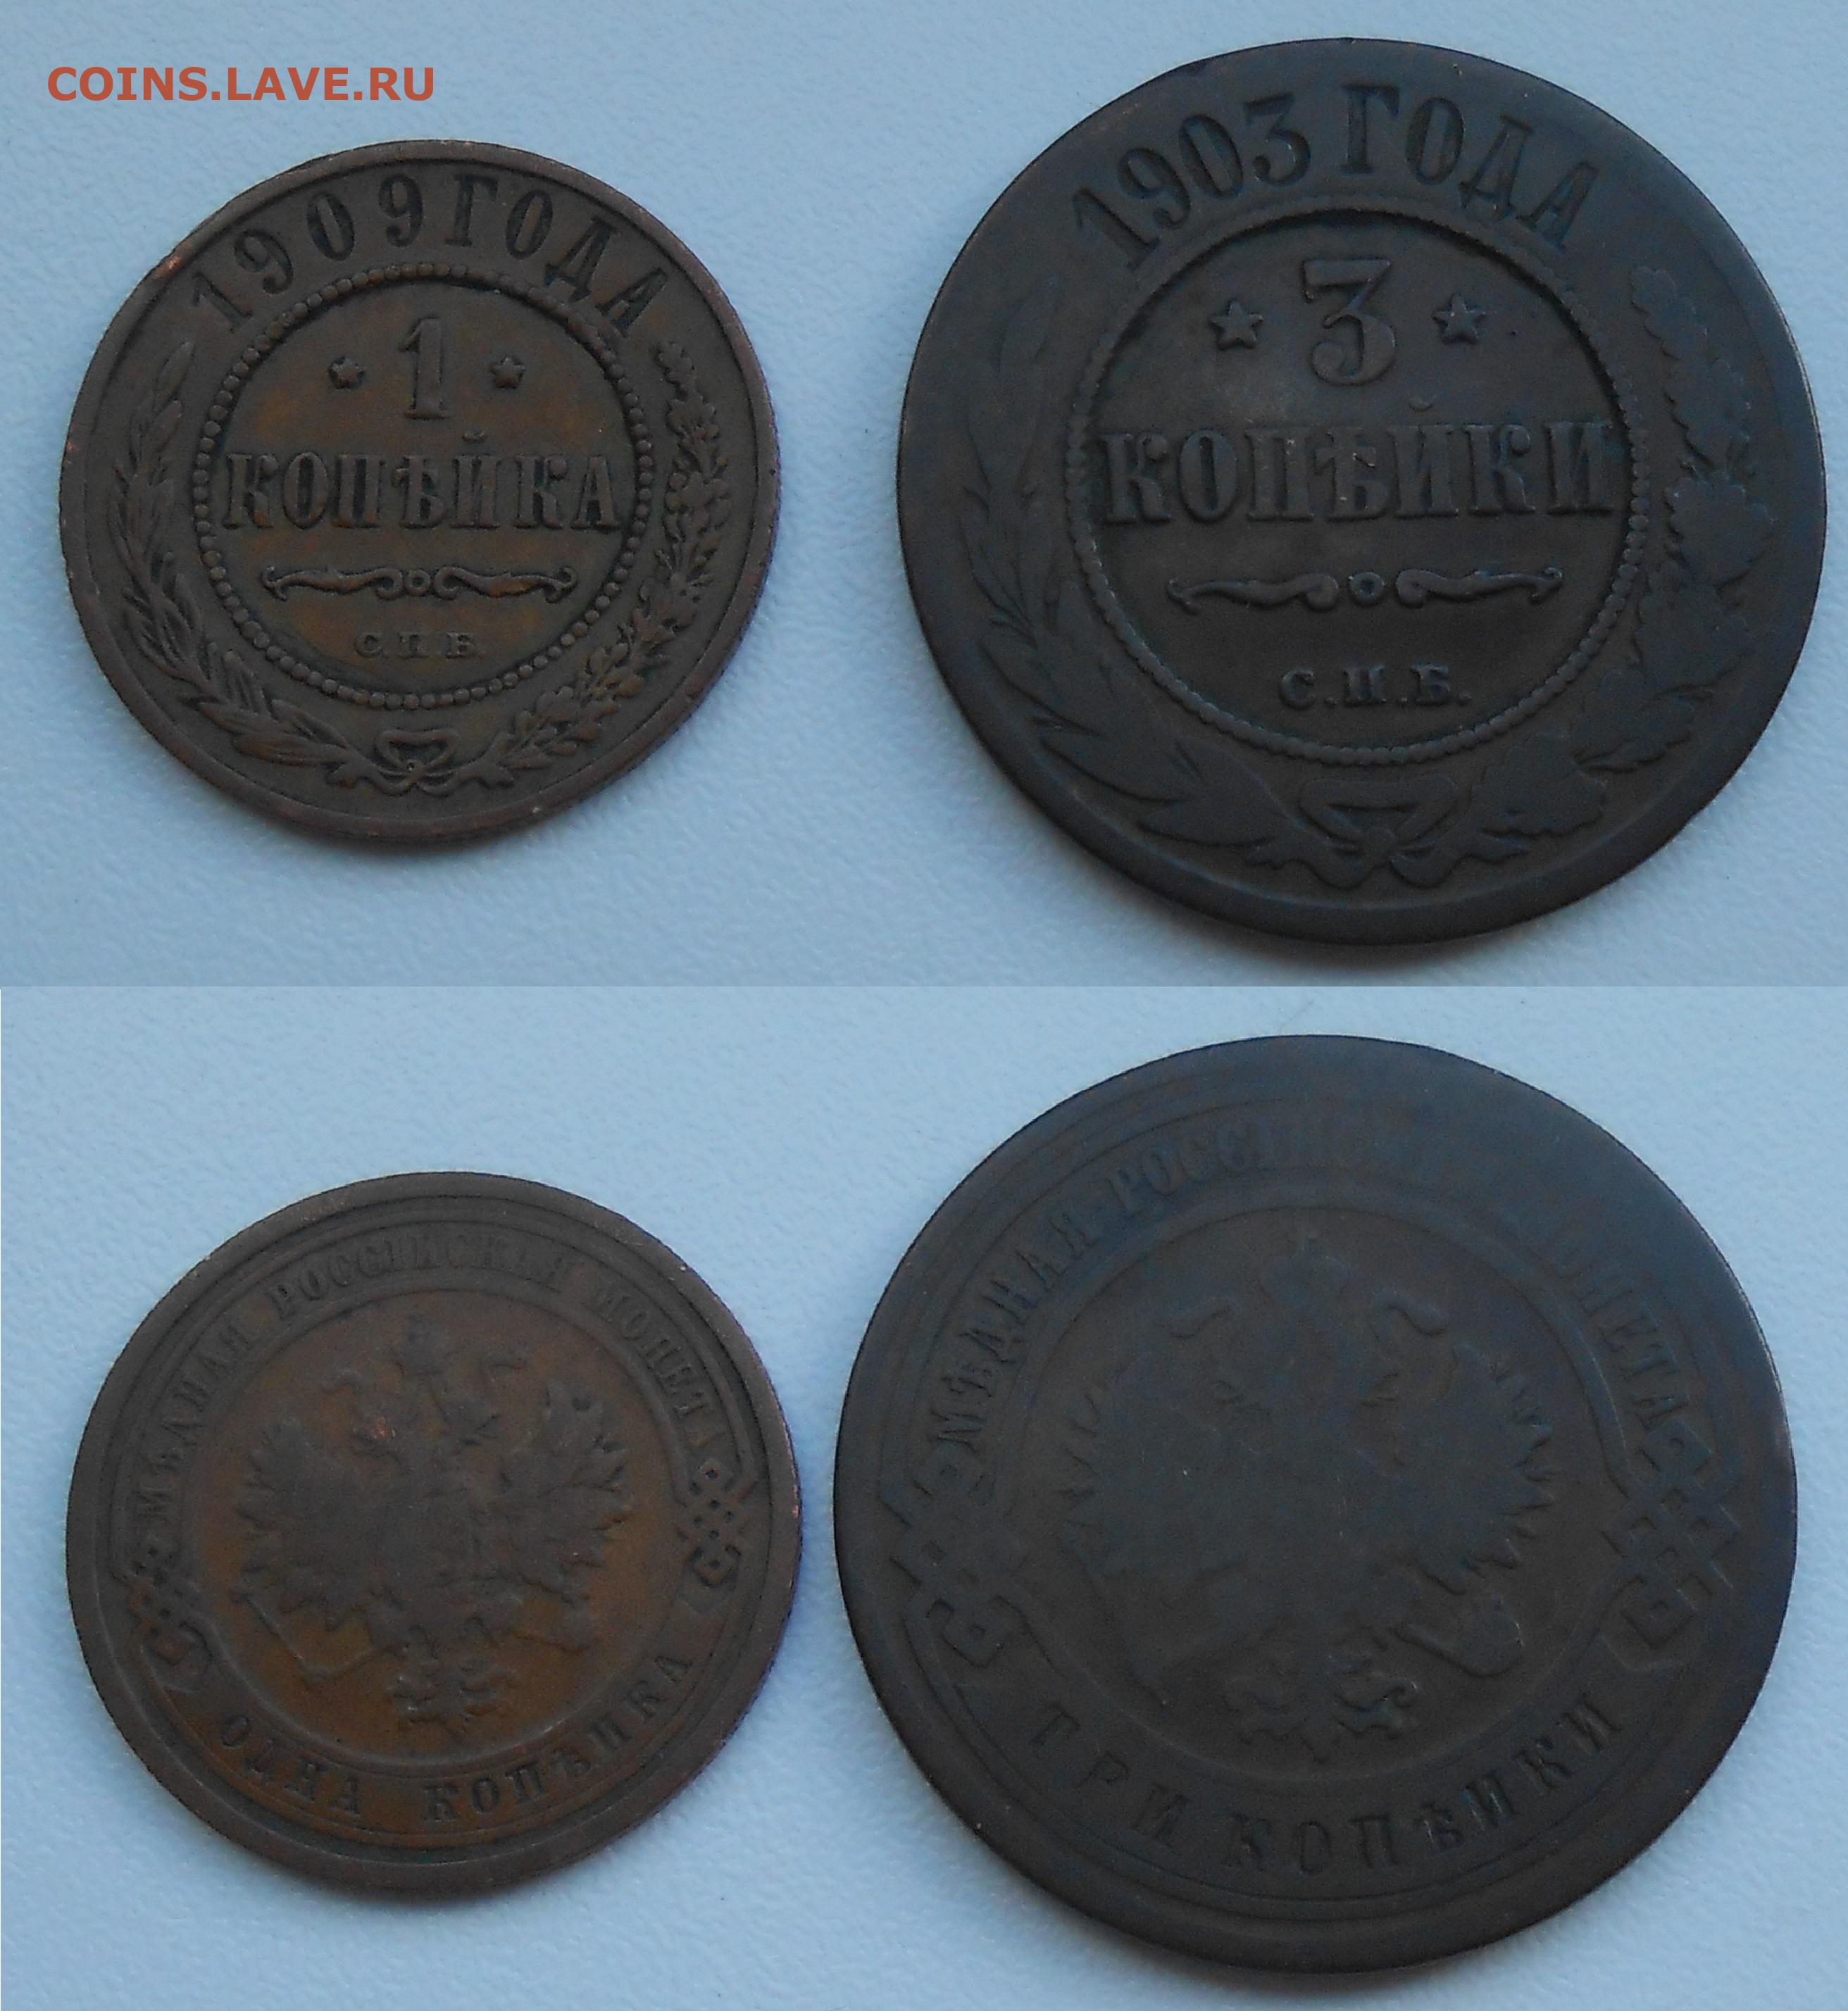 COINS.LAVE.RU
1909 ГОДА
1
КОПѢЙКА
С.П.Б.
1903 ГОДА
3
КОПѢЙКИ
С.П.Б.
МѢДНАЯ РОССІЙСКАЯ МОНЕТА
ОДНА КОПѢЙКА
МѢДНАЯ РОССІЙСКАЯ МОНЕТА
ТРИ КОПѢЙКИ